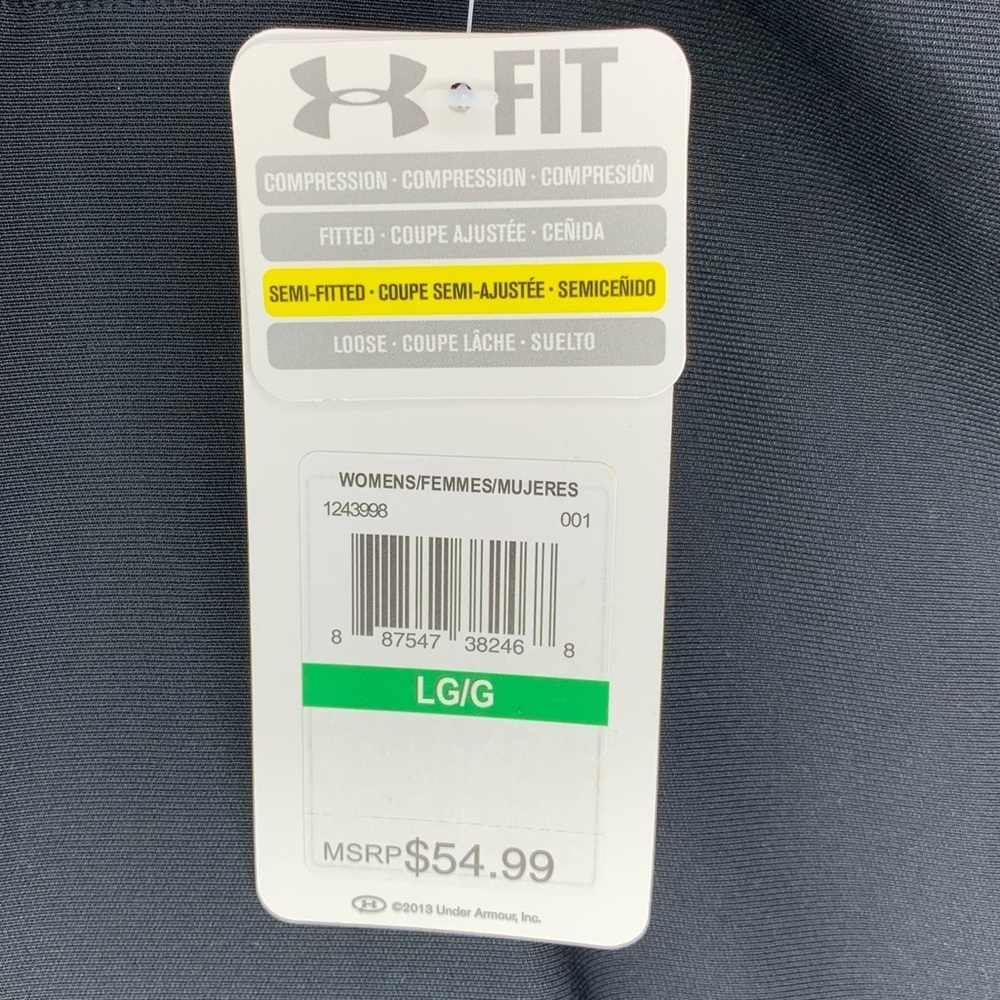 FIT
COMPRESSION · COMPRESSION · COMPRESIÓN
FITTED · COUPE AJUSTÉE · CEÑIDA
SEMI-FITTED · COUPE SEMI-AJUSTÉE · SEMICEÑIDO
LOOSE · COUPE LÂCHE · SUELTO
WOMENS/FEMMES/MUJERES
1243998 001
8 87547 38246 8
LG/G
MSRP $54.99
©2013 Under Armour, Inc.